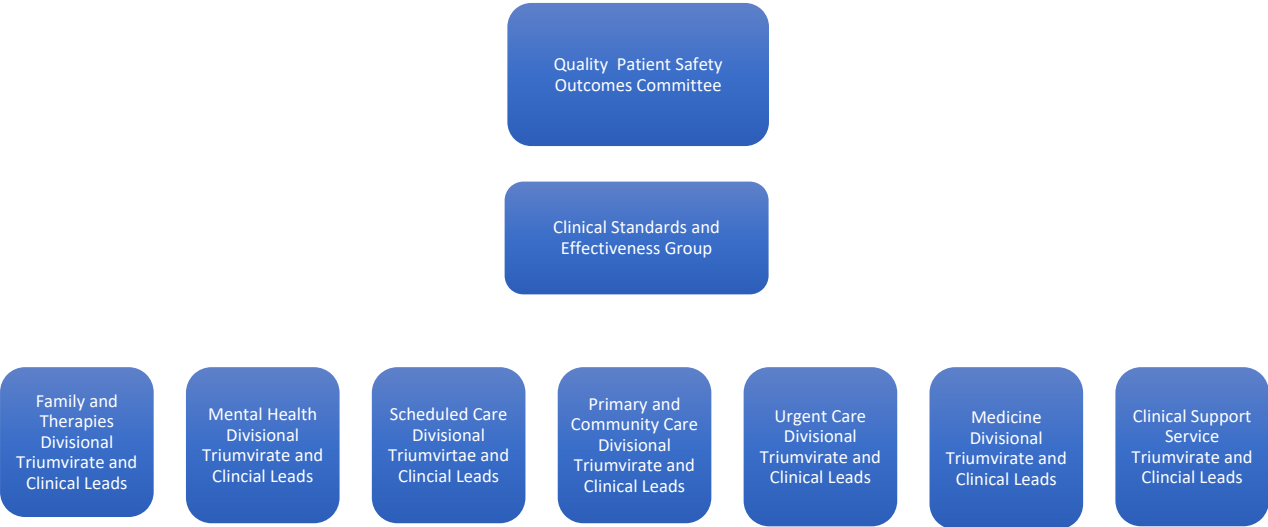 Quality  Patient Safety
Outcomes Committee
Clinical Standards and
Effectiveness Group
Family and
Therapies
Divisional
Triumvirate and
Clinical Leads
Mental Health
Divisional
Triumvirate and
Clincial Leads
Scheduled Care
Divisional
Triumvirtae and
Clincial Leads
Primary and
Community Care
Divisional
Triumvirate and
Clinical Leads
Urgent Care
Divisional
Triumvirate and
Clinical Leads
Medicine
Divisional
Triumvirate and
Clinical Leads
Clinical Support
Service
Triumvirate and
Clincial Leads